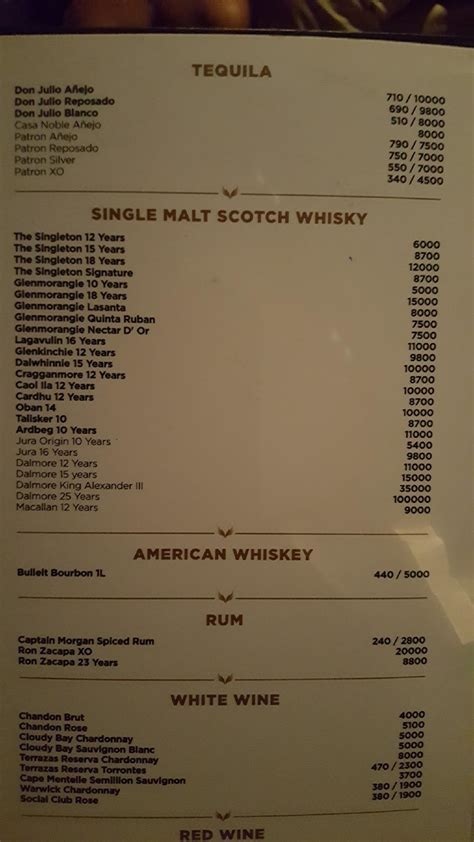 TEQUILA
Don Julio Añejo 710 / 10000
Don Julio Reposado 690 / 9800
Don Julio Blanco 510 / 8000
Casa Noble Añejo 8000
Patron Añejo 790 / 7500
Patron Reposado 750 / 7000
Patron Silver 550 / 7000
Patron XO 340 / 4500
SINGLE MALT SCOTCH WHISKY
The Singleton 12 Years 6000
The Singleton 15 Years 8700
The Singleton 18 Years 12000
The Singleton Signature 8700
Glenmorangie 10 Years 5000
Glenmorangie 18 Years 15000
Glenmorangie Lasanta 8000
Glenmorangie Quinta Ruban 7500
Glenmorangie Nectar D' Or 7500
Lagavulin 16 Years 11000
Glenkinchie 12 Years 9800
Dalwhinnie 15 Years 10000
Cragganmore 12 Years 8700
Caol Ila 12 Years 10000
Cardhu 12 Years 8700
Oban 14 10000
Talisker 10 8700
Ardbeg 10 Years 11000
Jura Origin 10 Years 5400
Jura 16 Years 9800
Dalmore 12 Years 11000
Dalmore 15 years 15000
Dalmore King Alexander III 35000
Dalmore 25 Years 100000
Macallan 12 Years 9000
AMERICAN WHISKEY
Bulleit Bourbon 1L 440 / 5000
RUM
Captain Morgan Spiced Rum 240 / 2800
Ron Zacapa XO 20000
Ron Zacapa 23 Years 8800
WHITE WINE
Chandon Brut 4000
Chandon Rose 5100
Cloudy Bay Chardonnay 5000
Cloudy Bay Sauvignon Blanc 5000
Terrazas Reserva Chardonnay 8000
Terrazas Reserva Torrontes 470 / 2300
Cape Mentelle Semillion Sauvignon 3700
Warwick Chardonnay 380 / 1900
Social Club Rose 380 / 1900
RED WINE